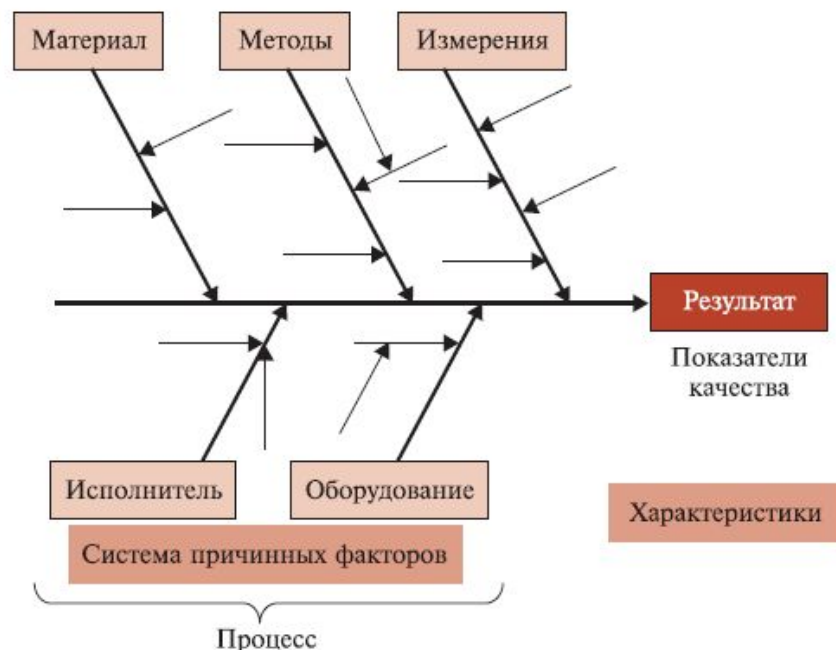 Материал
Методы
Измерения
Результат
Показатели
качества
Исполнитель
Оборудование
Характеристики
Система причинных факторов
Процесс